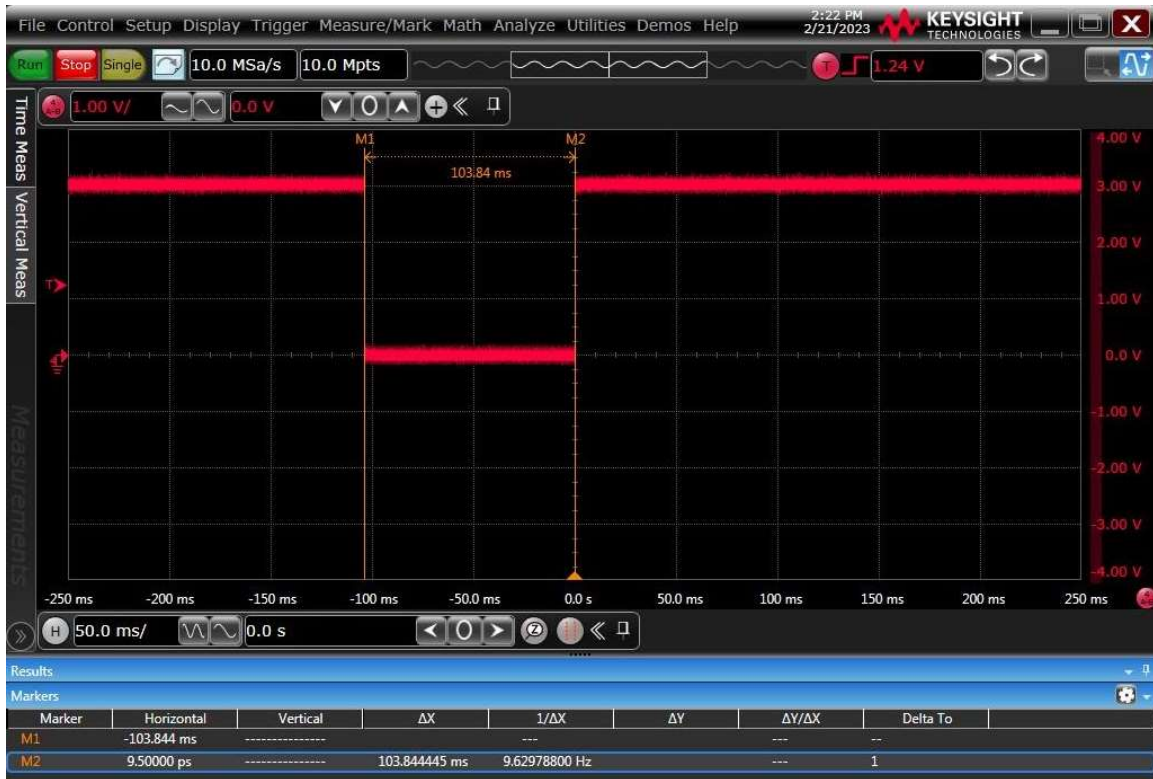 File Control Setup Display Trigger Measure/Mark Math Analyze Utilities Demos Help
2:22 PM
2/21/2023
KEYSIGHT
TECHNOLOGIES
X
Run Stop Single 10.0 MSa/s 10.0 Mpts T 1.24 V
Time Meas
Vertical Meas
Measurements
1.00 V/ 0.0 V 0
M1 M2
103.84 ms
T
4.00 V
3.00 V
2.00 V
1.00 V
0.0 V
-1.00 V
-2.00 V
-3.00 V
-4.00 V
-250 ms -200 ms -150 ms -100 ms -50.0 ms 0.0 s 50.0 ms 100 ms 150 ms 200 ms 250 ms
H 50.0 ms/ 0.0 s 0 Z
Results
Markers
Marker Horizontal Vertical ΔX 1/ΔX ΔY ΔY/ΔX Delta To
M1 -103.844 ms --------------- --- --- --
M2 9.50000 ps --------------- 103.844445 ms 9.62978800 Hz --- 1